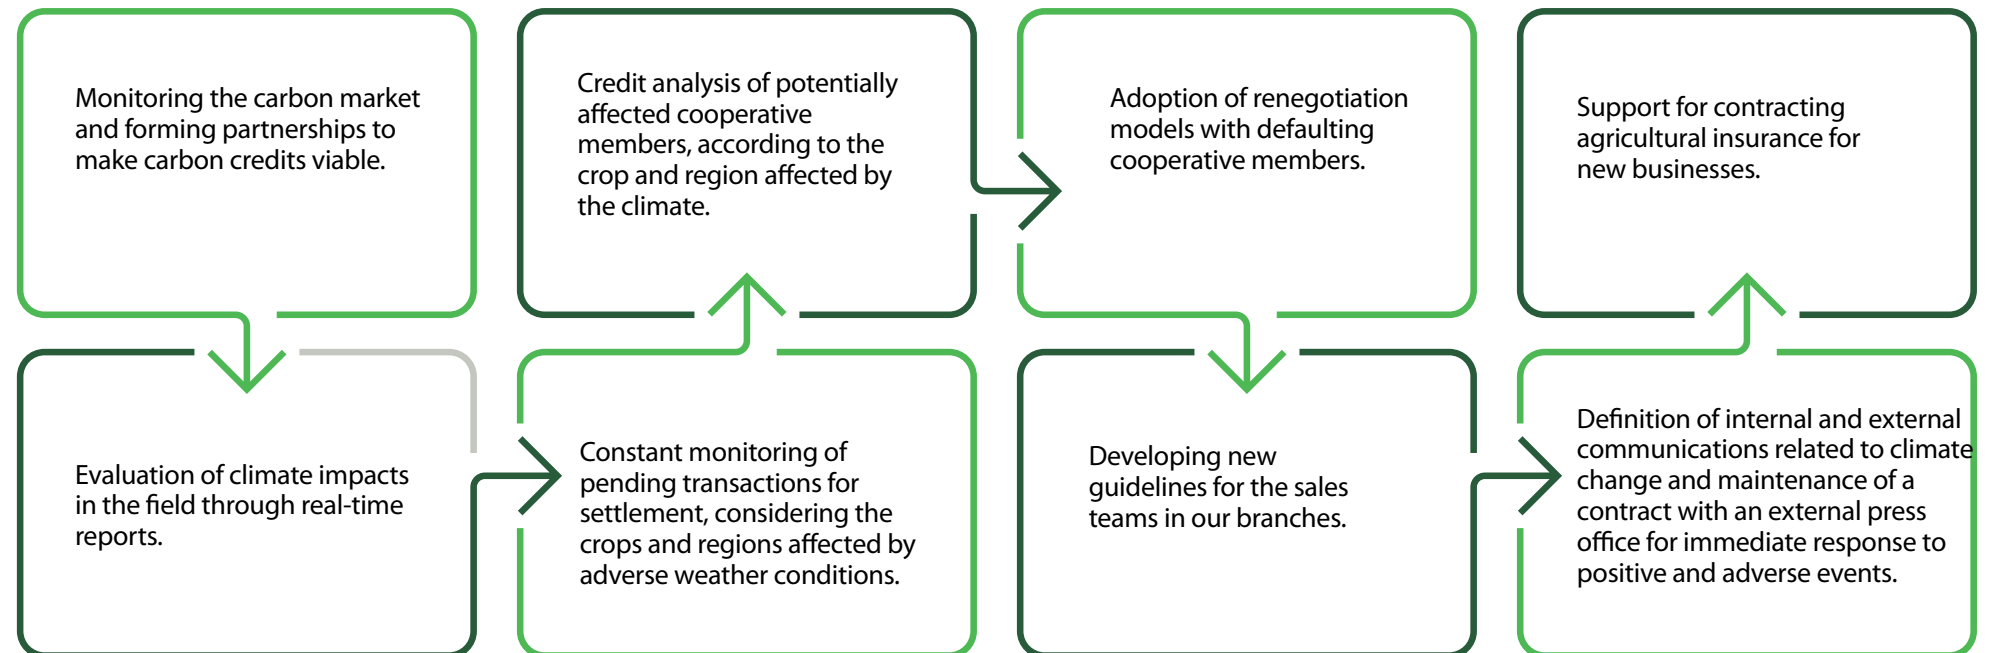 Monitoring the carbon market
and forming partnerships to
make carbon credits viable.
Evaluation of climate impacts
in the field through real-time
reports.
Constant monitoring of
pending transactions for
settlement, considering the
crops and regions affected by
adverse weather conditions.
Credit analysis of potentially
affected cooperative
members, according to the
crop and region affected by
the climate.
Adoption of renegotiation
models with defaulting
cooperative members.
Developing new
guidelines for the sales
teams in our branches.
Definition of internal and external
communications related to climate
change and maintenance of a
contract with an external press
office for immediate response to
positive and adverse events.
Support for contracting
agricultural insurance for
new businesses.